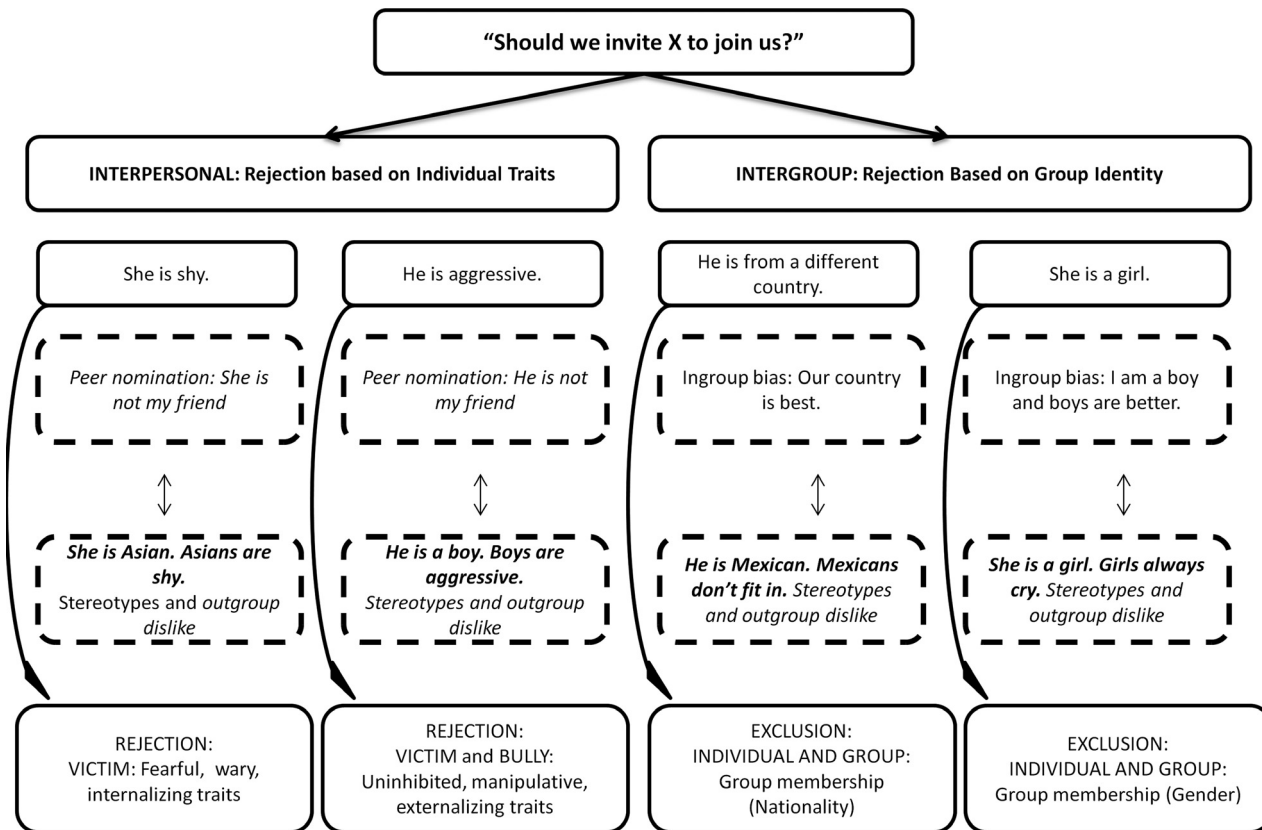 “Should we invite X to join us?”
INTERPERSONAL: Rejection based on Individual Traits
INTERGROUP: Rejection Based on Group Identity
She is shy.
He is aggressive.
He is from a different
country.
She is a girl.
Peer nomination: She is
not my friend
Peer nomination: He is not
my friend
Ingroup bias: Our country
is best.
Ingroup bias: I am a boy
and boys are better.
She is Asian. Asians are
shy.
Stereotypes and outgroup
dislike
He is a boy. Boys are
aggressive.
Stereotypes and outgroup
dislike
He is Mexican. Mexicans
don’t fit in. Stereotypes
and outgroup dislike
She is a girl. Girls always
cry. Stereotypes and
outgroup dislike
REJECTION:
VICTIM: Fearful, wary,
internalizing traits
REJECTION:
VICTIM and BULLY:
Uninhibited, manipulative,
externalizing traits
EXCLUSION:
INDIVIDUAL AND GROUP:
Group membership
(Nationality)
EXCLUSION:
INDIVIDUAL AND GROUP:
Group membership (Gender)